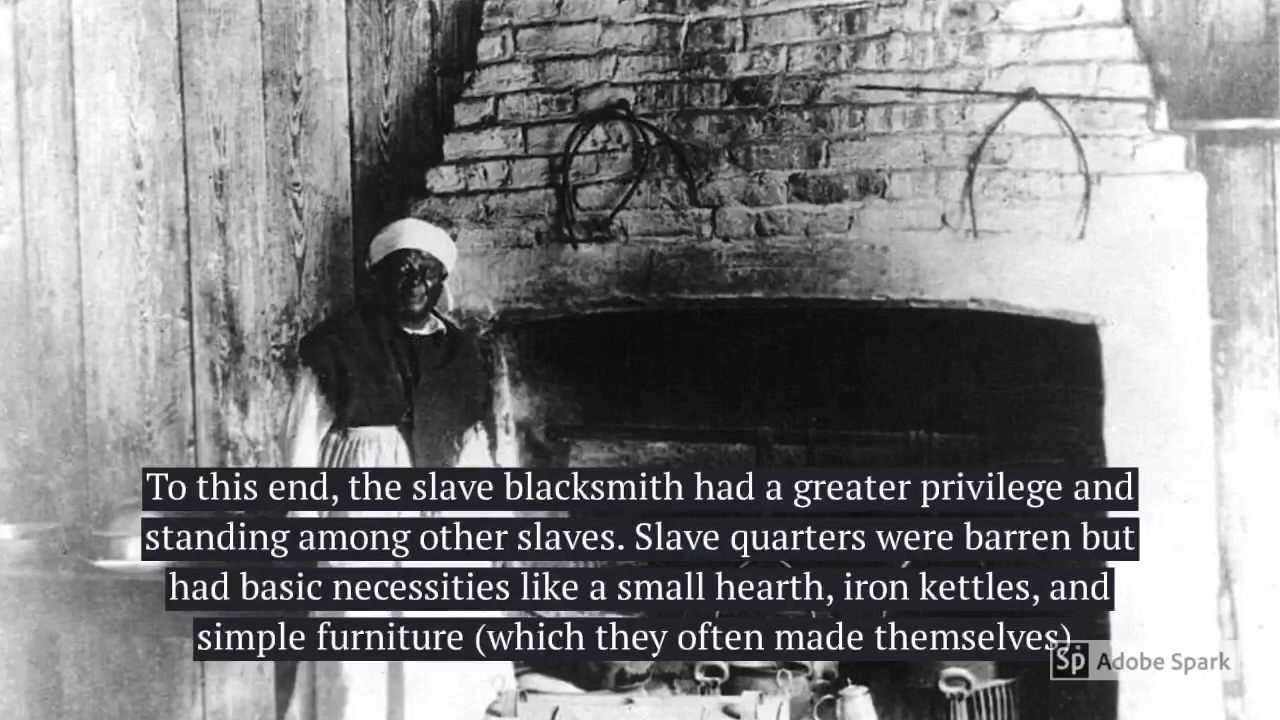 To this end, the slave blacksmith had a greater privilege and
standing among other slaves. Slave quarters were barren but
had basic necessities like a small hearth, iron kettles, and
simple furniture (which they often made themselves)
Sp Adobe Spark